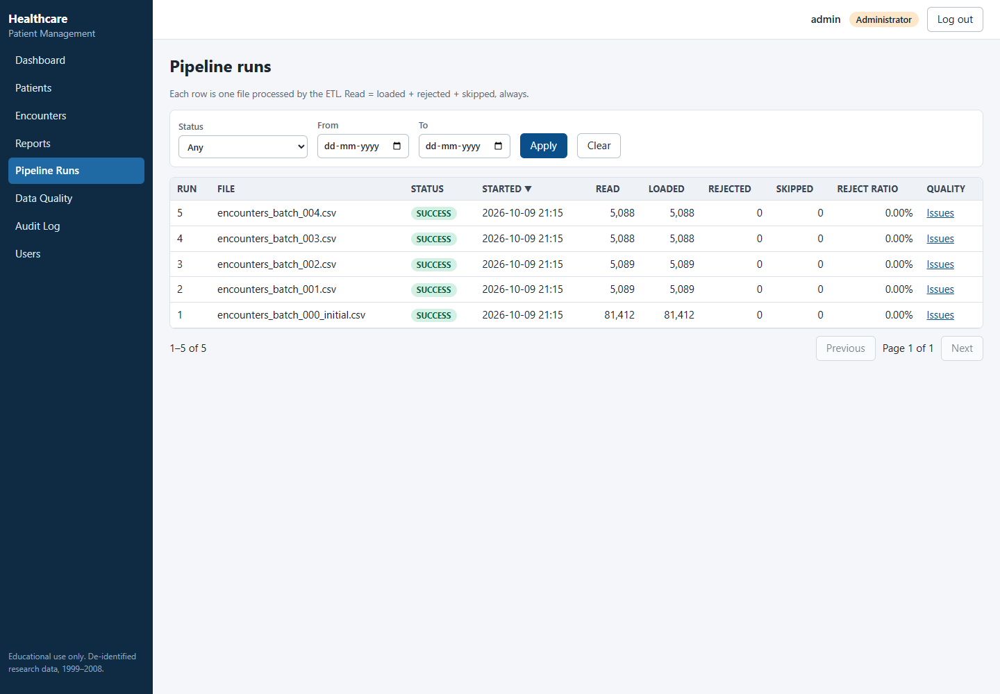 Healthcare
Patient Management
Dashboard
Patients
Encounters
Reports
Pipeline Runs
Data Quality
Audit Log
Users
Educational use only. De-identified
research data, 1999–2008.
admin Administrator Log out
Pipeline runs
Each row is one file processed by the ETL. Read = loaded + rejected + skipped, always.
Status From To
Any dd-mm-yyyy dd-mm-yyyy Apply Clear
RUN FILE STATUS STARTED ▼ READ LOADED REJECTED SKIPPED REJECT RATIO QUALITY
5 encounters_batch_004.csv SUCCESS 2026-10-09 21:15 5,088 5,088 0 0 0.00% Issues
4 encounters_batch_003.csv SUCCESS 2026-10-09 21:15 5,088 5,088 0 0 0.00% Issues
3 encounters_batch_002.csv SUCCESS 2026-10-09 21:15 5,089 5,089 0 0 0.00% Issues
2 encounters_batch_001.csv SUCCESS 2026-10-09 21:15 5,089 5,089 0 0 0.00% Issues
1 encounters_batch_000_initial.csv SUCCESS 2026-10-09 21:15 81,412 81,412 0 0 0.00% Issues
1–5 of 5 Previous Page 1 of 1 Next